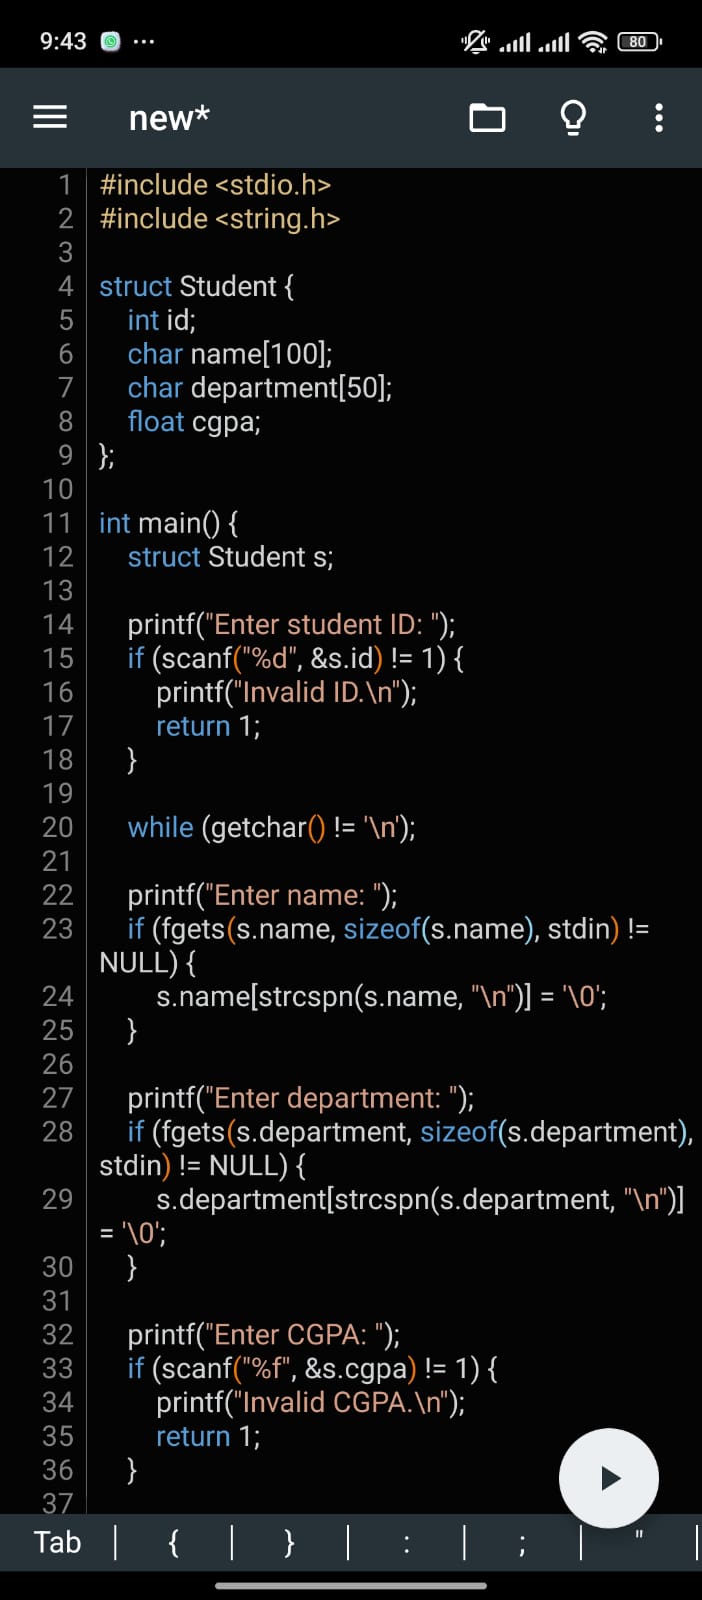 9:43 ... 80
new*
1 #include <stdio.h>
2 #include <string.h>
3
4 struct Student {
5 int id;
6 char name[100];
7 char department[50];
8 float cgpa;
9 };
10
11 int main() {
12 struct Student s;
13
14 printf("Enter student ID: ");
15 if (scanf("%d", &s.id) != 1) {
16 printf("Invalid ID.\n");
17 return 1;
18 }
19
20 while (getchar() != '\n');
21
22 printf("Enter name: ");
23 if (fgets(s.name, sizeof(s.name), stdin) !=
NULL) {
24 s.name[strcspn(s.name, "\n")] = '\0';
25 }
26
27 printf("Enter department: ");
28 if (fgets(s.department, sizeof(s.department),
stdin) != NULL) {
29 s.department[strcspn(s.department, "\n")]
= '\0';
30 }
31
32 printf("Enter CGPA: ");
33 if (scanf("%f", &s.cgpa) != 1) {
34 printf("Invalid CGPA.\n");
35 return 1;
36 }
37
Tab | { | } | : | ; | " |